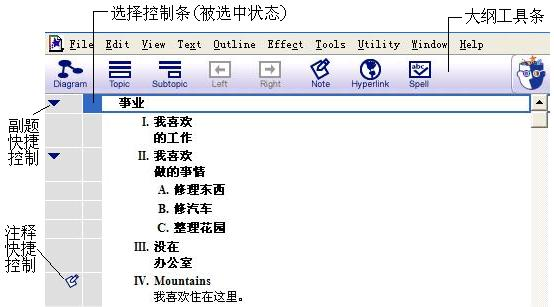 选择控制条(被选中状态)
大纲工具条
File Edit View Text Outline Effect Tools Utility Window Help
Diagram Topic Subtopic Left Right Note Hyperlink Spell
abc
事业
副题
快捷
控制
I. 我喜欢
的工作
II. 我喜欢
做的事情
A. 修理东西
B. 修汽车
C. 整理花园
注释
快捷
控制
III. 没在
办公室
IV. Mountains
我喜欢住在这里。